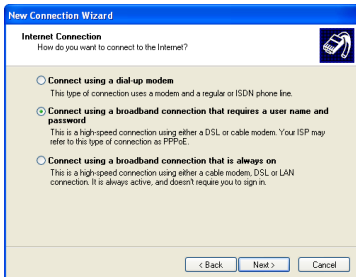 New Connection Wizard
Internet Connection
How do you want to connect to the Internet?
Connect using a dial-up modem
This type of connection uses a modem and a regular or ISDN phone line.
Connect using a broadband connection that requires a user name and
password
This is a high-speed connection using either a DSL or cable modem. Your ISP may
refer to this type of connection as PPPoE.
Connect using a broadband connection that is always on
This is a high-speed connection using either a cable modem, DSL or LAN
connection. It is always active, and doesn't require you to sign in.
< Back Next > Cancel